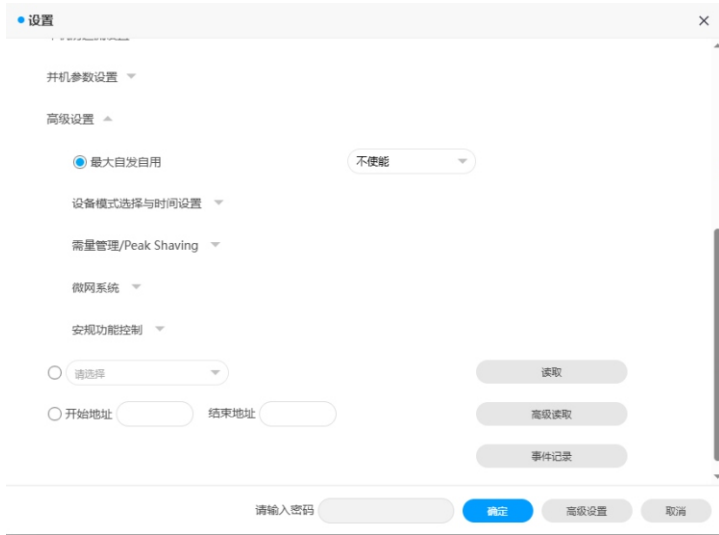 设置
并机参数设置
高级设置
最大自发自用 不使能
设备模式选择与时间设置
需量管理/Peak Shaving
微网系统
安规功能控制
请选择 读取
开始地址 结束地址 高级读取
事件记录
请输入密码 确定 高级设置 取消